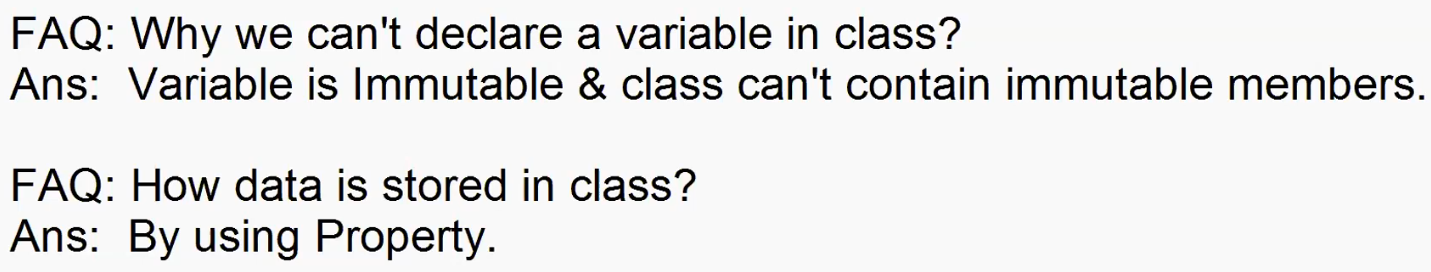 FAQ: Why we can't declare a variable in class?
Ans: Variable is Immutable & class can't contain immutable members.
FAQ: How data is stored in class?
Ans: By using Property.